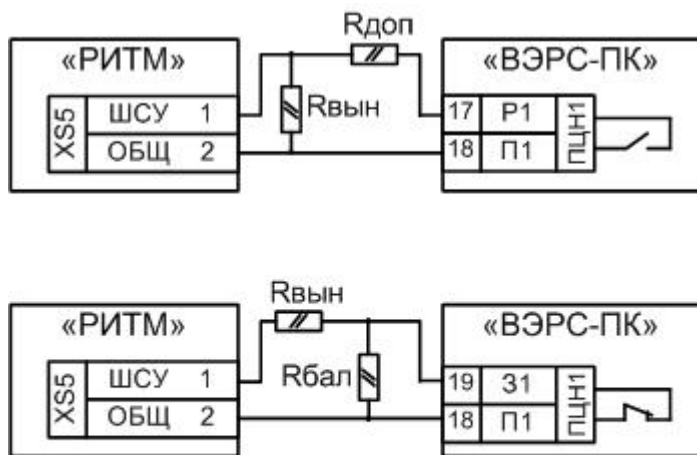 Rдоп
«РИТМ» «ВЭРС-ПК»
XS5 ШСУ 1 Rвын 17 Р1 ПЦН1
ОБЩ 2 18 П1
Rвын
«РИТМ» «ВЭРС-ПК»
XS5 ШСУ 1 Rбал 19 З1 ПЦН1
ОБЩ 2 18 П1